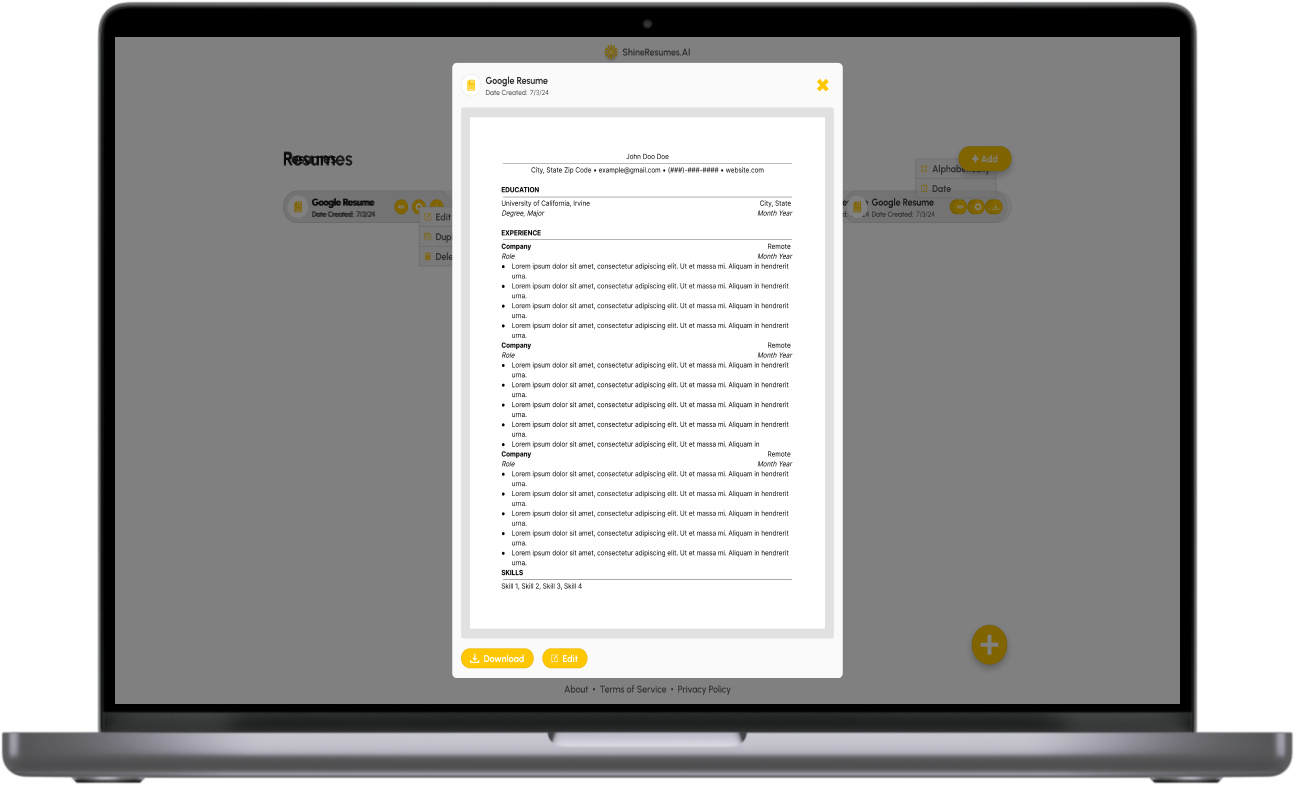 ShineResumes.AI
Google Resume
Date Created: 7/3/24
Resumes
Add
Date
Google Resume
Date Created: 7/3/24
Edit
Google Resume
Date Created: 7/3/24
John Doo Doe
City, State Zip Code • example@gmail.com • (###)-###-#### • website.com
EDUCATION
University of California, Irvine City, State
Degree, Major Month Year
EXPERIENCE
Company Remote
Role Month Year
• Lorem ipsum dolor sit amet, consectetur adipiscing elit. Ut et massa mi. Aliquam in hendrerit
urna.
• Lorem ipsum dolor sit amet, consectetur adipiscing elit. Ut et massa mi. Aliquam in hendrerit
urna.
• Lorem ipsum dolor sit amet, consectetur adipiscing elit. Ut et massa mi. Aliquam in hendrerit
urna.
• Lorem ipsum dolor sit amet, consectetur adipiscing elit. Ut et massa mi. Aliquam in hendrerit
urna.
Company Remote
Role Month Year
• Lorem ipsum dolor sit amet, consectetur adipiscing elit. Ut et massa mi. Aliquam in hendrerit
urna.
• Lorem ipsum dolor sit amet, consectetur adipiscing elit. Ut et massa mi. Aliquam in hendrerit
urna.
• Lorem ipsum dolor sit amet, consectetur adipiscing elit. Ut et massa mi. Aliquam in hendrerit
urna.
• Lorem ipsum dolor sit amet, consectetur adipiscing elit. Ut et massa mi. Aliquam in hendrerit
urna.
• Lorem ipsum dolor sit amet, consectetur adipiscing elit. Ut et massa mi. Aliquam in
Company Remote
Role Month Year
• Lorem ipsum dolor sit amet, consectetur adipiscing elit. Ut et massa mi. Aliquam in hendrerit
urna.
• Lorem ipsum dolor sit amet, consectetur adipiscing elit. Ut et massa mi. Aliquam in hendrerit
urna.
• Lorem ipsum dolor sit amet, consectetur adipiscing elit. Ut et massa mi. Aliquam in hendrerit
urna.
• Lorem ipsum dolor sit amet, consectetur adipiscing elit. Ut et massa mi. Aliquam in hendrerit
urna.
• Lorem ipsum dolor sit amet, consectetur adipiscing elit. Ut et massa mi. Aliquam in hendrerit
urna.
SKILLS
Skill 1, Skill 2, Skill 3, Skill 4
Download Edit
About • Terms of Service • Privacy Policy